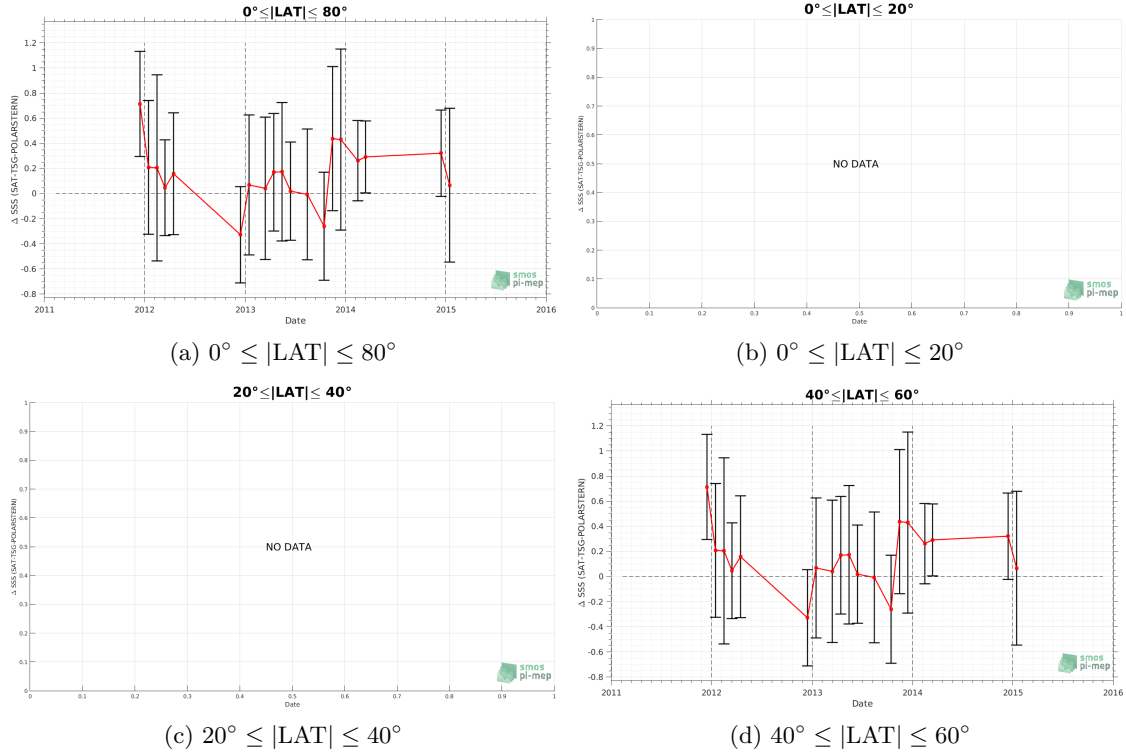 0°≤|LAT|≤ 80°
Δ SSS (SAT-TSG-POLARSTERN)
1.2
1
0.8
0.6
0.4
0.2
0
-0.2
-0.4
-0.6
-0.8
2011 2012 2013 2014 2015 2016
Date
smos
pi-mep
(a) 0° ≤ |LAT| ≤ 80°
0°≤|LAT|≤ 20°
Δ SSS (SAT-TSG-POLARSTERN)
1
0.9
0.8
0.7
0.6
0.5
0.4
0.3
0.2
0.1
0
NO DATA
0 0.1 0.2 0.3 0.4 0.5 0.6 0.7 0.8 0.9 1
Date
smos
pi-mep
(b) 0° ≤ |LAT| ≤ 20°
20°≤|LAT|≤ 40°
Δ SSS (SAT-TSG-POLARSTERN)
1
0.9
0.8
0.7
0.6
0.5
0.4
0.3
0.2
0.1
0
NO DATA
0 0.1 0.2 0.3 0.4 0.5 0.6 0.7 0.8 0.9 1
Date
smos
pi-mep
(c) 20° ≤ |LAT| ≤ 40°
40°≤|LAT|≤ 60°
Δ SSS (SAT-TSG-POLARSTERN)
1.2
1
0.8
0.6
0.4
0.2
0
-0.2
-0.4
-0.6
-0.8
2011 2012 2013 2014 2015 2016
Date
smos
pi-mep
(d) 40° ≤ |LAT| ≤ 60°